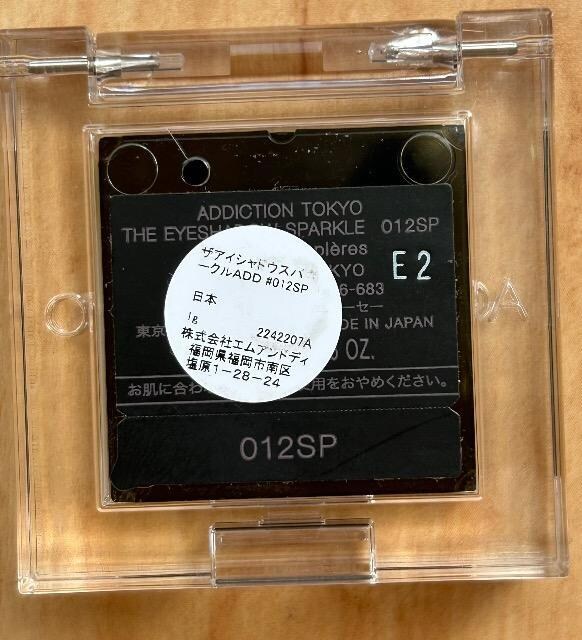 ADDICTION TOKYO
THE EYESHADOW SPARKLE 012SP
pières
KYO
E2
6-683
ーセー
東京
DE IN JAPAN
OZ.
お肌に合わ 用をおやめください。
012SP
ザアイシャドウスパ
ークルADD #012SP
日本
1g 2242207A
株式会社エムアンドディ
福岡県福岡市南区
塩原1-28-24